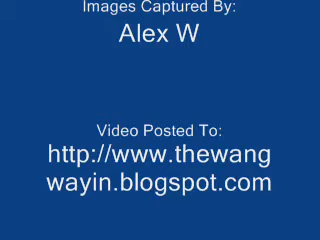 Images Captured By:
Alex W
Video Posted To:
http://www.thewang
wayin.blogspot.com